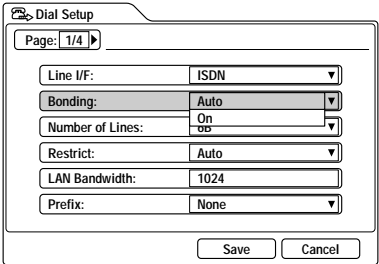 Dial Setup
Page: 1/4
Line I/F: ISDN
Bonding: Auto
On
Number of Lines: 6B
Restrict: Auto
LAN Bandwidth: 1024
Prefix: None
Save Cancel